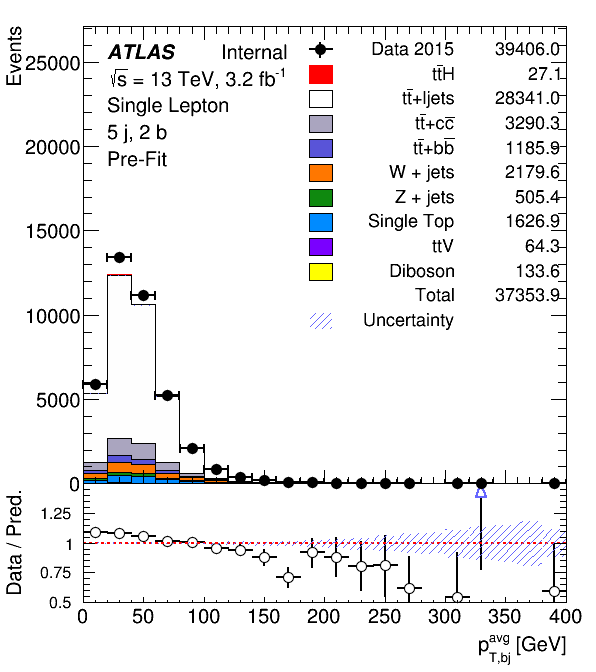 Events
25000
20000
15000
10000
5000
0
ATLAS Internal
√s = 13 TeV, 3.2 fb⁻¹
Single Lepton
5 j, 2 b
Pre-Fit
Data 2015 39406.0
tt̄H 27.1
tt̄+ljets 28341.0
tt̄+cc̄ 3290.3
tt̄+bb̄ 1185.9
W + jets 2179.6
Z + jets 505.4
Single Top 1626.9
ttV 64.3
Diboson 133.6
Total 37353.9
Uncertainty
Data / Pred.
1.25
1
0.75
0.5
0 50 100 150 200 250 300 350 400
p_{T,bj}^{avg} [GeV]